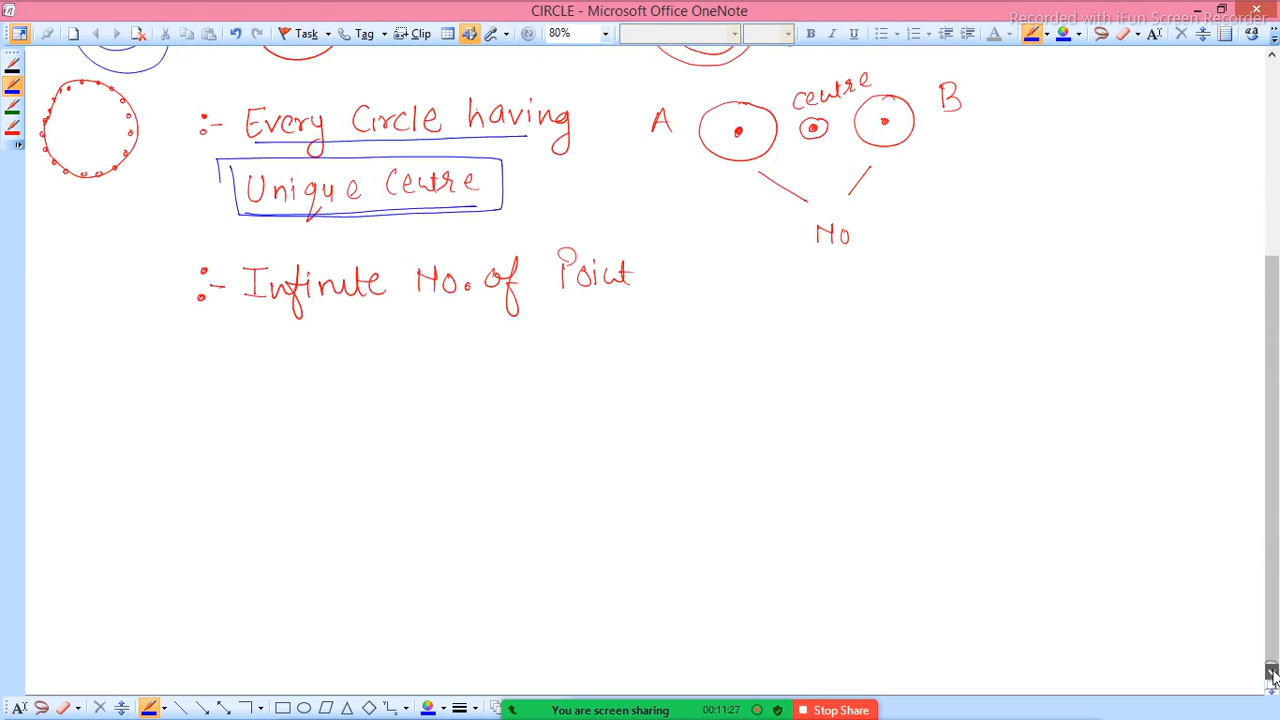 CIRCLE - Microsoft Office OneNote
Recorded with iFun Screen Recorder
Task
Tag
Clip
80%
B I U
A
Every Circle having
Unique Centre
A
centre
B
No
:- Infinite No. of Point
You are screen sharing
00:11:27
Stop Share